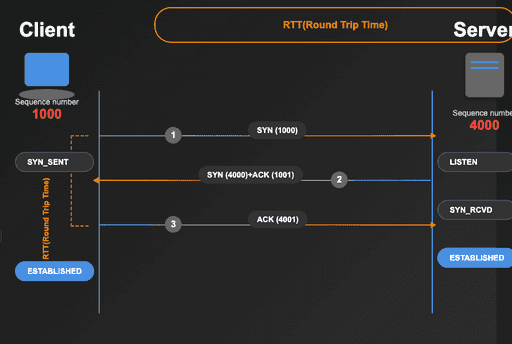 RTT(Round Trip Time)
Client
Server
Sequence number
1000
Sequence number
4000
1
SYN (1000)
SYN_SENT
LISTEN
SYN (4000)+ACK (1001)
2
RTT(Round Trip Time)
SYN_RCVD
3
ACK (4001)
ESTABLISHED
ESTABLISHED